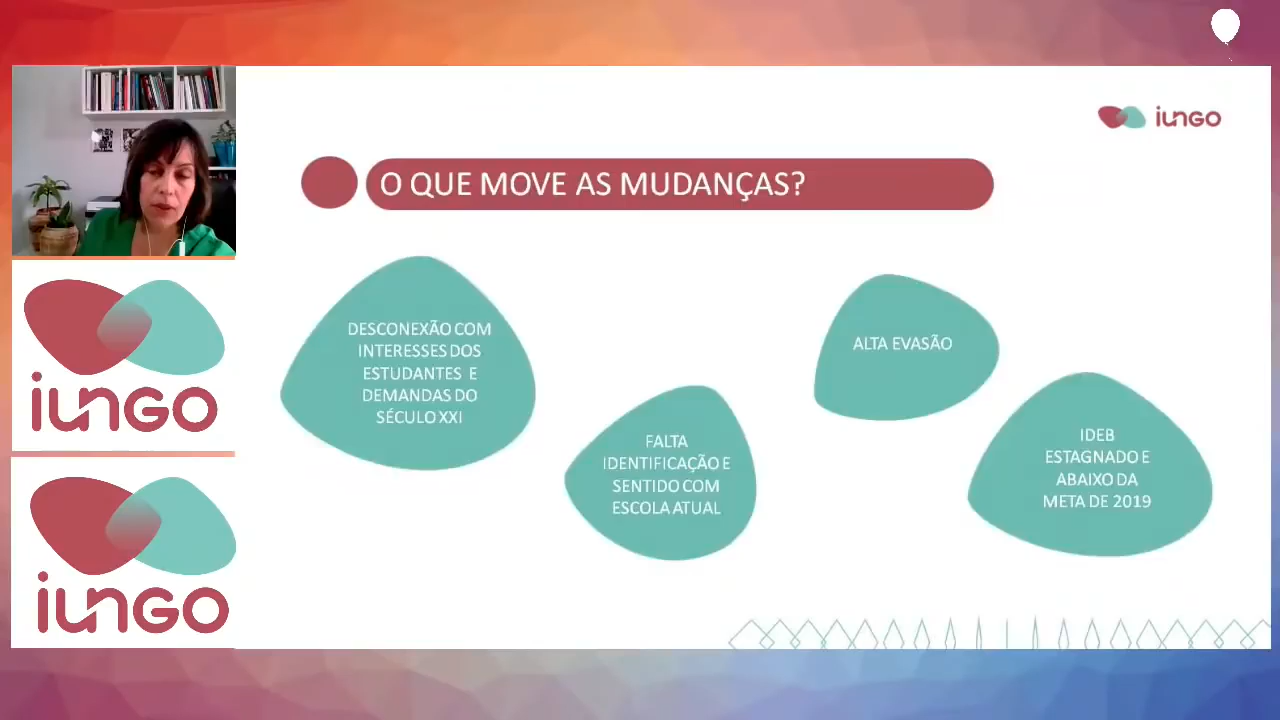 iunGO
O QUE MOVE AS MUDANÇAS?
DESCONEXÃO COM
INTERESSES DOS
ESTUDANTES E
DEMANDAS DO
SÉCULO XXI
FALTA
IDENTIFICAÇÃO E
SENTIDO COM
ESCOLA ATUAL
ALTA EVASÃO
IDEB
ESTAGNADO E
ABAIXO DA
META DE 2019
iunGO
iunGO